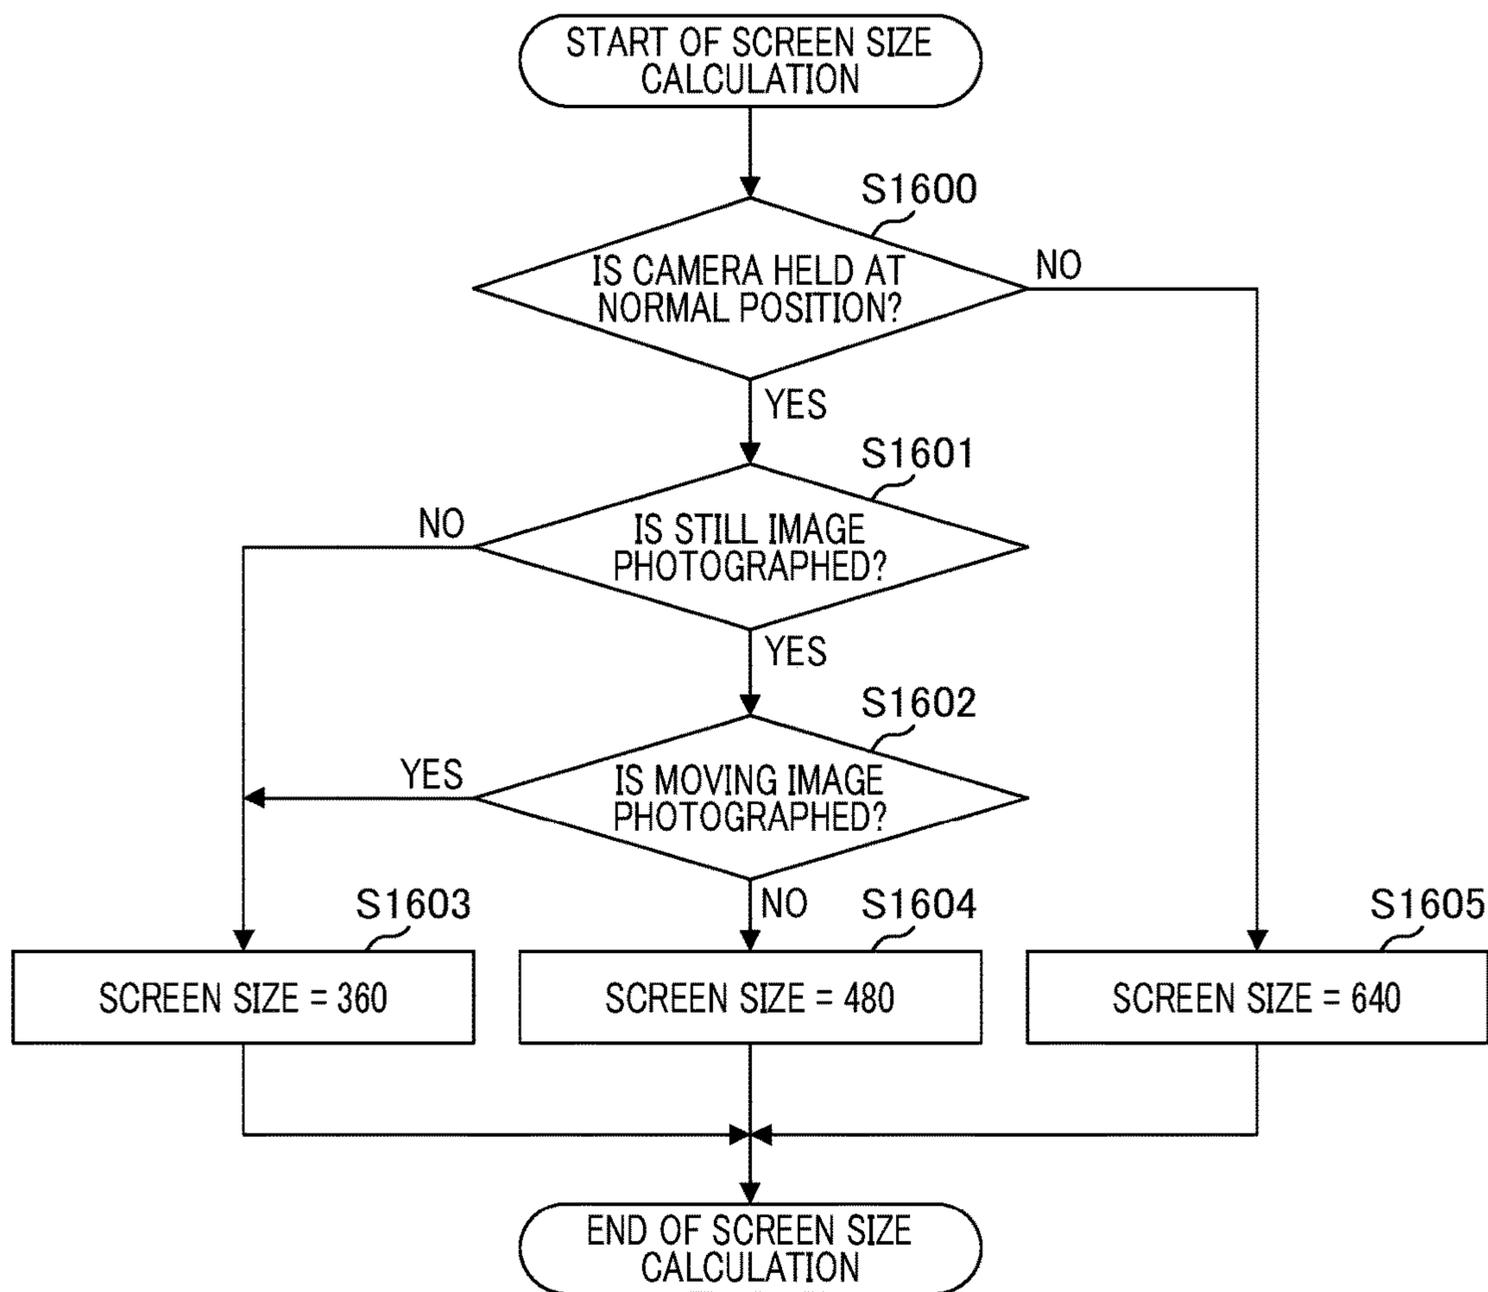 START OF SCREEN SIZE
CALCULATION
S1600
IS CAMERA HELD AT
NORMAL POSITION?
NO
YES
S1601
NO
IS STILL IMAGE
PHOTOGRAPHED?
YES
S1602
YES
IS MOVING IMAGE
PHOTOGRAPHED?
S1603
NO
S1604
S1605
SCREEN SIZE = 360
SCREEN SIZE = 480
SCREEN SIZE = 640
END OF SCREEN SIZE
CALCULATION